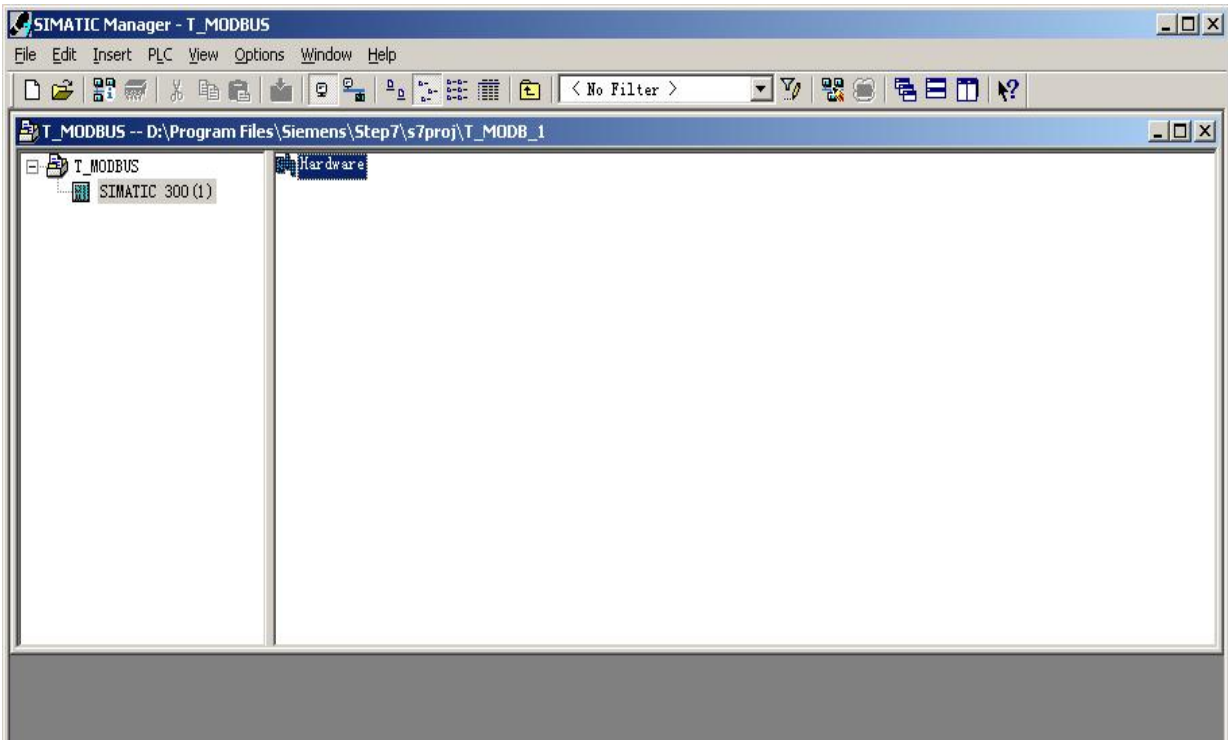 SIMATIC Manager - T_MODBUS
File Edit Insert PLC View Options Window Help
< No Filter >
T_MODBUS -- D:\Program Files\Siemens\Step7\s7proj\T_MODB_1
T_MODBUS
SIMATIC 300(1)
Hardware